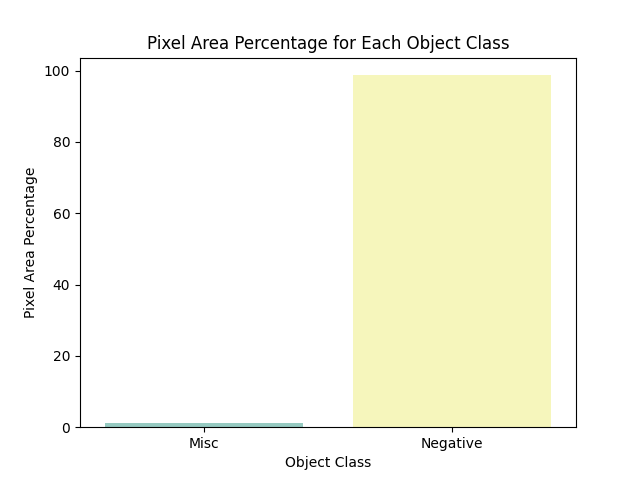 Pixel Area Percentage for Each Object Class
100
80
60
40
20
0
Pixel Area Percentage
Misc
Negative
Object Class